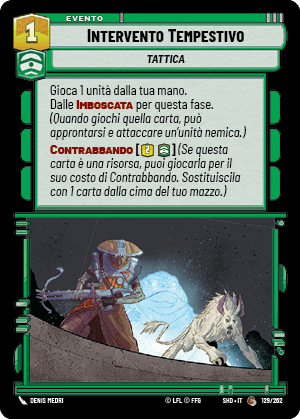 EVENTO
1
INTERVENTO TEMPESTIVO
TATTICA
Gioca 1 unità dalla tua mano.
Dalle IMBOSCATA per questa fase.
(Quando giochi quella carta, può
approntarsi e attaccare un'unità nemica.)
CONTRABBANDO [2] (Se questa
carta è una risorsa, puoi giocarla per il
suo costo di Contrabbando. Sostituiscila
con 1 carta dalla cima del tuo mazzo.)
DENIS MEDRI
© LFL © FFG
SHD • IT
129/262